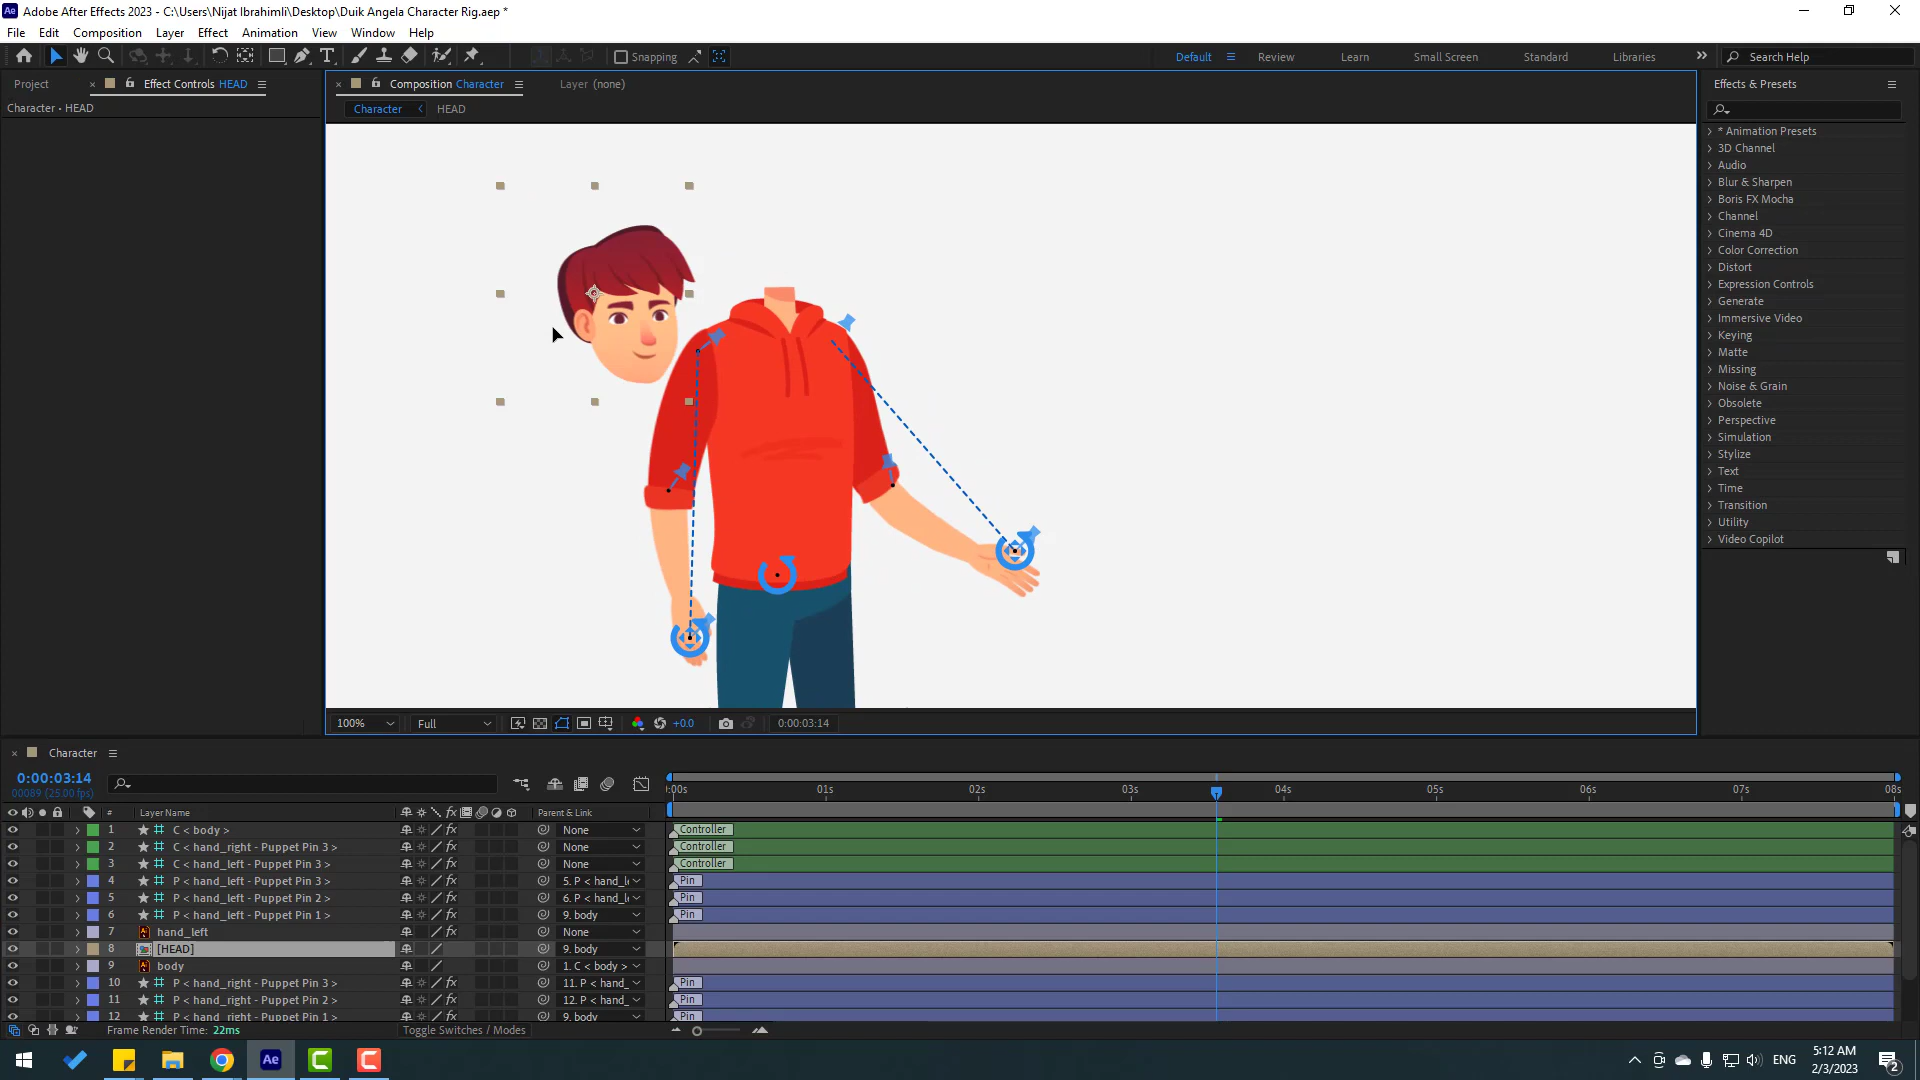 Adobe After Effects 2023 - C:\Users\Nijat Ibrahimli\Desktop\Duik Angela Character Rig.aep *
File Edit Composition Layer Effect Animation View Window Help
Snapping
Default Review Learn Small Screen Standard Libraries
Search Help
Project
Effect Controls HEAD
Character • HEAD
Composition Character
Layer (none)
Character
HEAD
100%
Full
+0.0
0:00:03:14
Effects & Presets
* Animation Presets
3D Channel
Audio
Blur & Sharpen
Boris FX Mocha
Channel
Cinema 4D
Color Correction
Distort
Expression Controls
Generate
Immersive Video
Keying
Matte
Missing
Noise & Grain
Obsolete
Perspective
Simulation
Stylize
Text
Time
Transition
Utility
Video Copilot
Character
0:00:03:14
00089 (25.00 fps)
:00s 01s 02s 03s 04s 05s 06s 07s 08s
# Layer Name Parent & Link
1 C < body > None Controller
2 C < hand_right - Puppet Pin 3 > None Controller
3 C < hand_left - Puppet Pin 3 > None Controller
4 P < hand_left - Puppet Pin 3 > 5. P < hand_l Pin
5 P < hand_left - Puppet Pin 2 > 6. P < hand_l Pin
6 P < hand_left - Puppet Pin 1 > 9. body Pin
7 hand_left None
8 [HEAD] 9. body
9 body 1. C < body >
10 P < hand_right - Puppet Pin 3 > 11. P < hand_ Pin
11 P < hand_right - Puppet Pin 2 > 12. P < hand_ Pin
12 P < hand_right - Puppet Pin 1 > 9. body Pin
Frame Render Time: 22ms
Toggle Switches / Modes
Ae
ENG
5:12 AM
2/3/2023
2